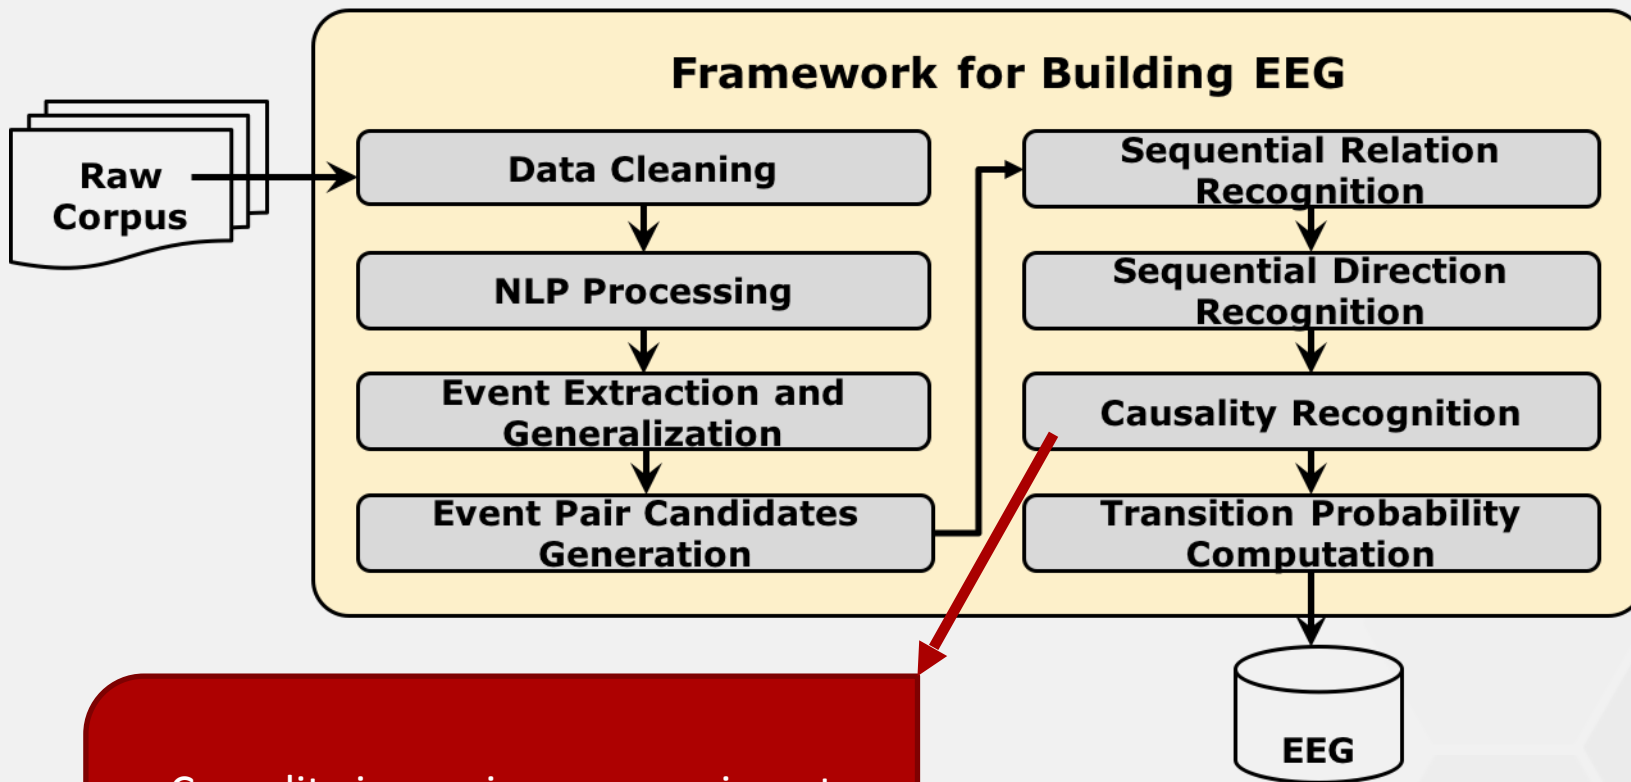 Framework for Building EEG
Raw
Corpus
Data Cleaning
NLP Processing
Event Extraction and
Generalization
Event Pair Candidates
Generation
Sequential Relation
Recognition
Sequential Direction
Recognition
Causality Recognition
Transition Probability
Computation
EEG